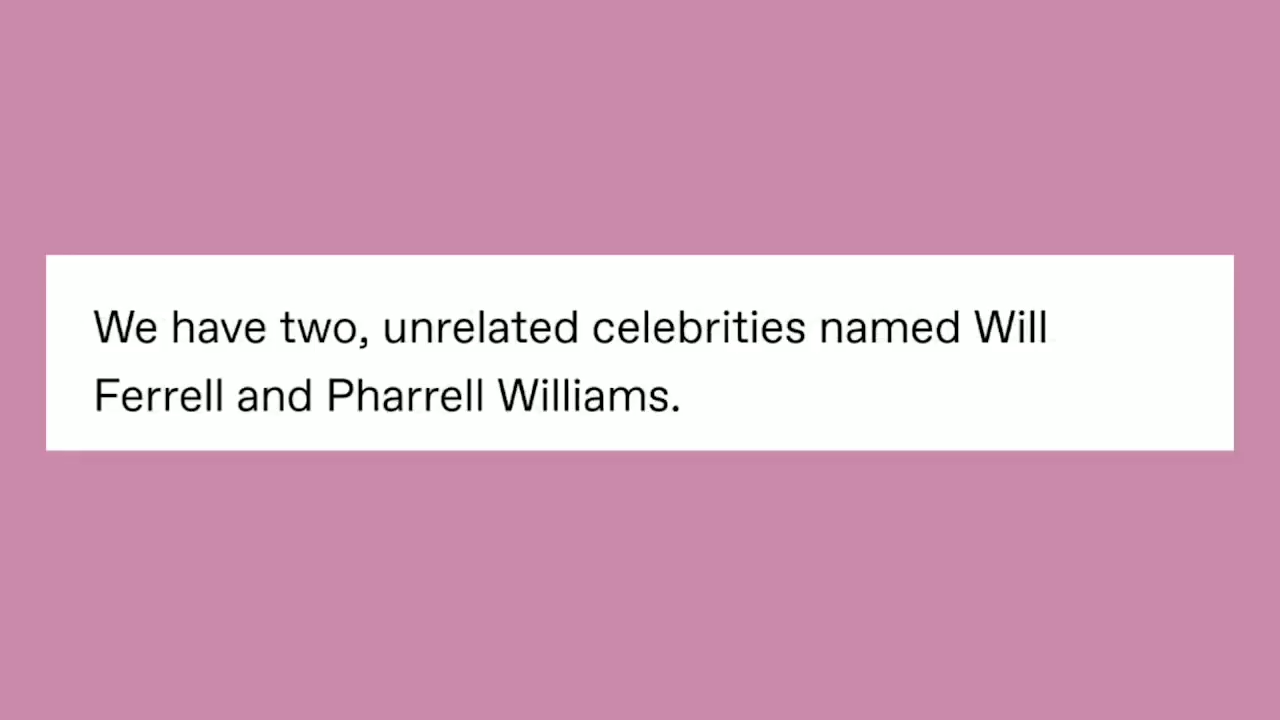 We have two, unrelated celebrities named Will
Ferrell and Pharrell Williams.